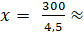 x = 300/4,5 ≈